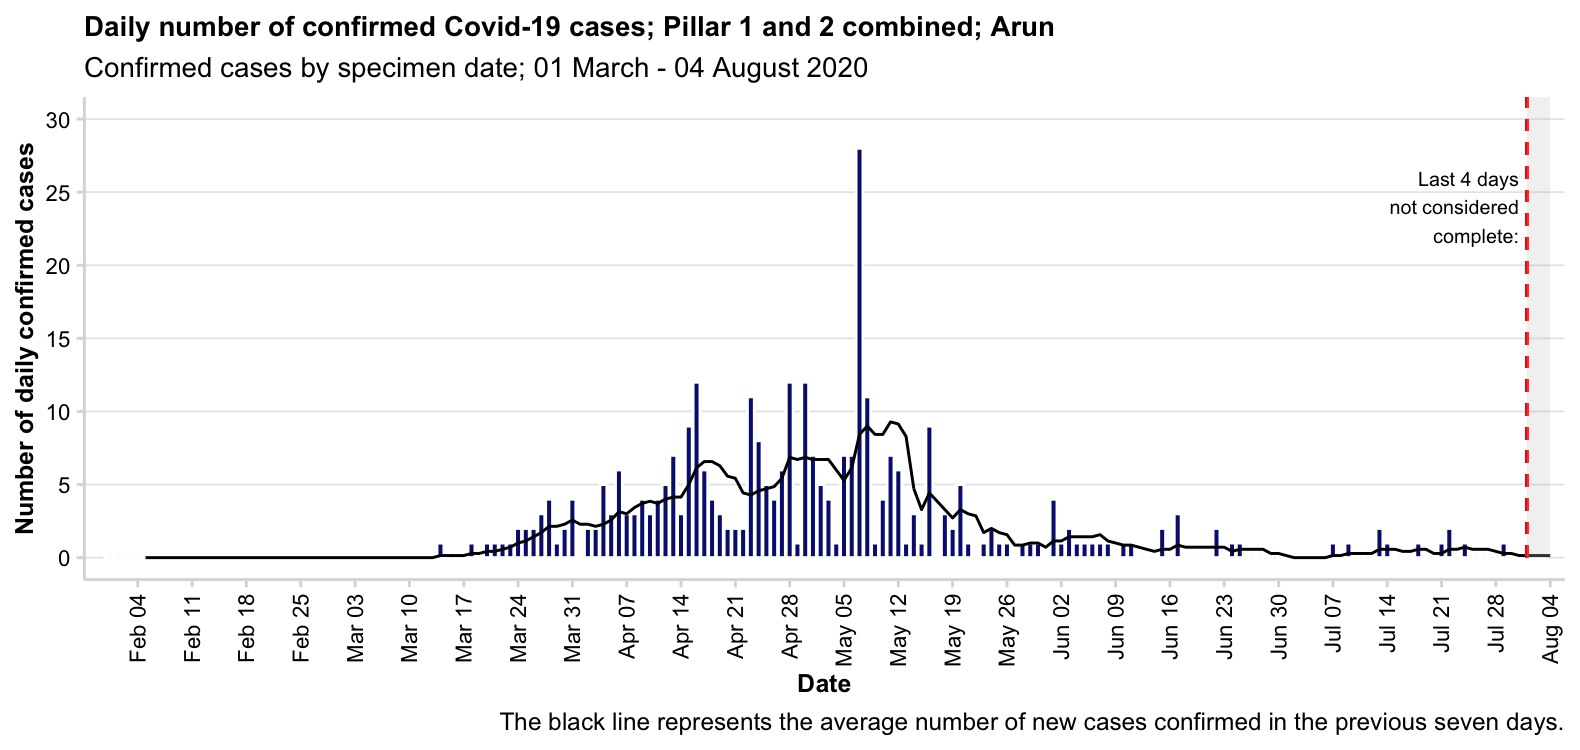 Daily number of confirmed Covid-19 cases; Pillar 1 and 2 combined; Arun
Confirmed cases by specimen date; 01 March - 04 August 2020
Number of daily confirmed cases
30
25
20
15
10
5
0
Last 4 days
not considered
complete:
Feb 04
Feb 11
Feb 18
Feb 25
Mar 03
Mar 10
Mar 17
Mar 24
Mar 31
Apr 07
Apr 14
Apr 21
Apr 28
May 05
May 12
May 19
May 26
Jun 02
Jun 09
Jun 16
Jun 23
Jun 30
Jul 07
Jul 14
Jul 21
Jul 28
Aug 04
Date
The black line represents the average number of new cases confirmed in the previous seven days.